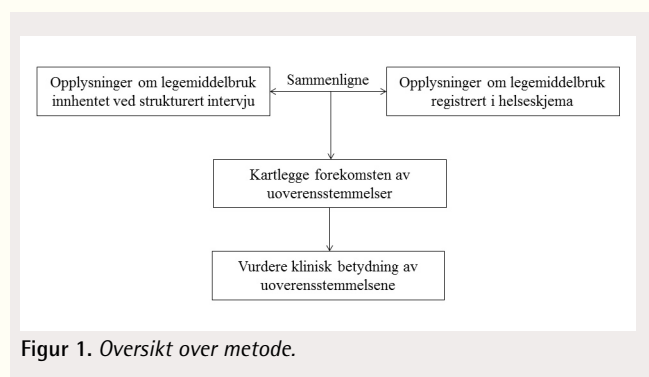 Opplysninger om legemiddelbruk
innhentet ved strukturert intervju
Sammenligne
Opplysninger om legemiddelbruk
registrert i helseskjema
Kartlegge forekomsten av
uoverensstemmelser
Vurdere klinisk betydning av
uoverensstemmelsene
Figur 1. Oversikt over metode.